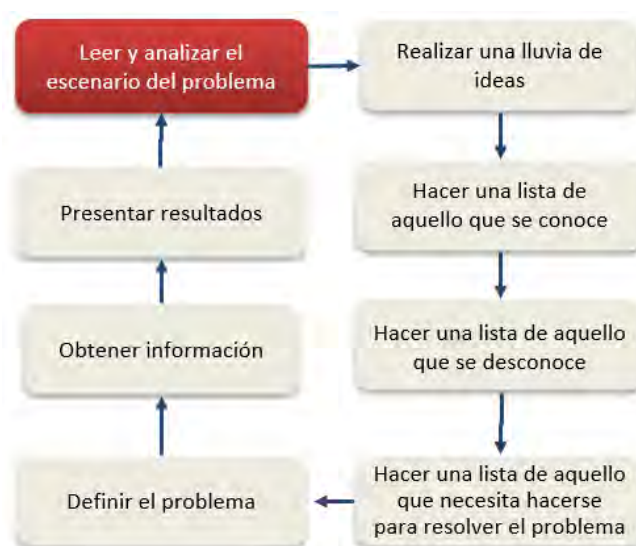 Leer y analizar el
escenario del problema
Realizar una lluvia de
ideas
Hacer una lista de
aquello que se conoce
Hacer una lista de aquello
que se desconoce
Hacer una lista de aquello
que necesita hacerse
para resolver el problema
Definir el problema
Obtener información
Presentar resultados